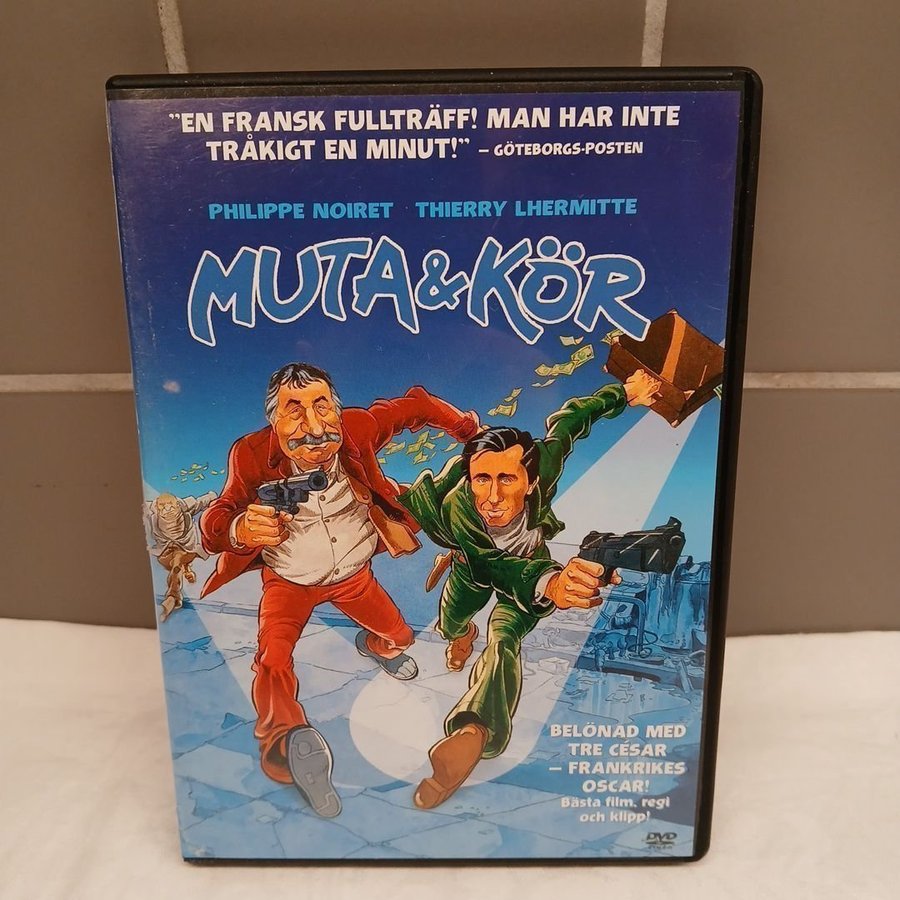 ”EN FRANSK FULLTRÄFF! MAN HAR INTE
TRÅKIGT EN MINUT!” – GÖTEBORGS-POSTEN
PHILIPPE NOIRET · THIERRY LHERMITTE
MUTA & KÖR
BELÖNAD MED
TRE CÉSAR
– FRANKRIKES
OSCAR!
Bästa film, regi
och klipp!
DVD
VIDEO